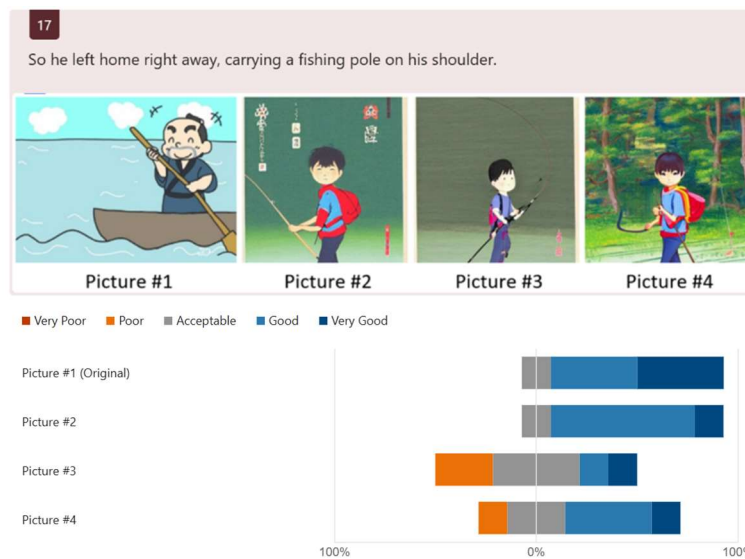 17
So he left home right away, carrying a fishing pole on his shoulder.
Picture #1
Picture #2
Picture #3
Picture #4
Very Poor
Poor
Acceptable
Good
Very Good
Picture #1 (Original)
Picture #2
Picture #3
Picture #4
100%
0%